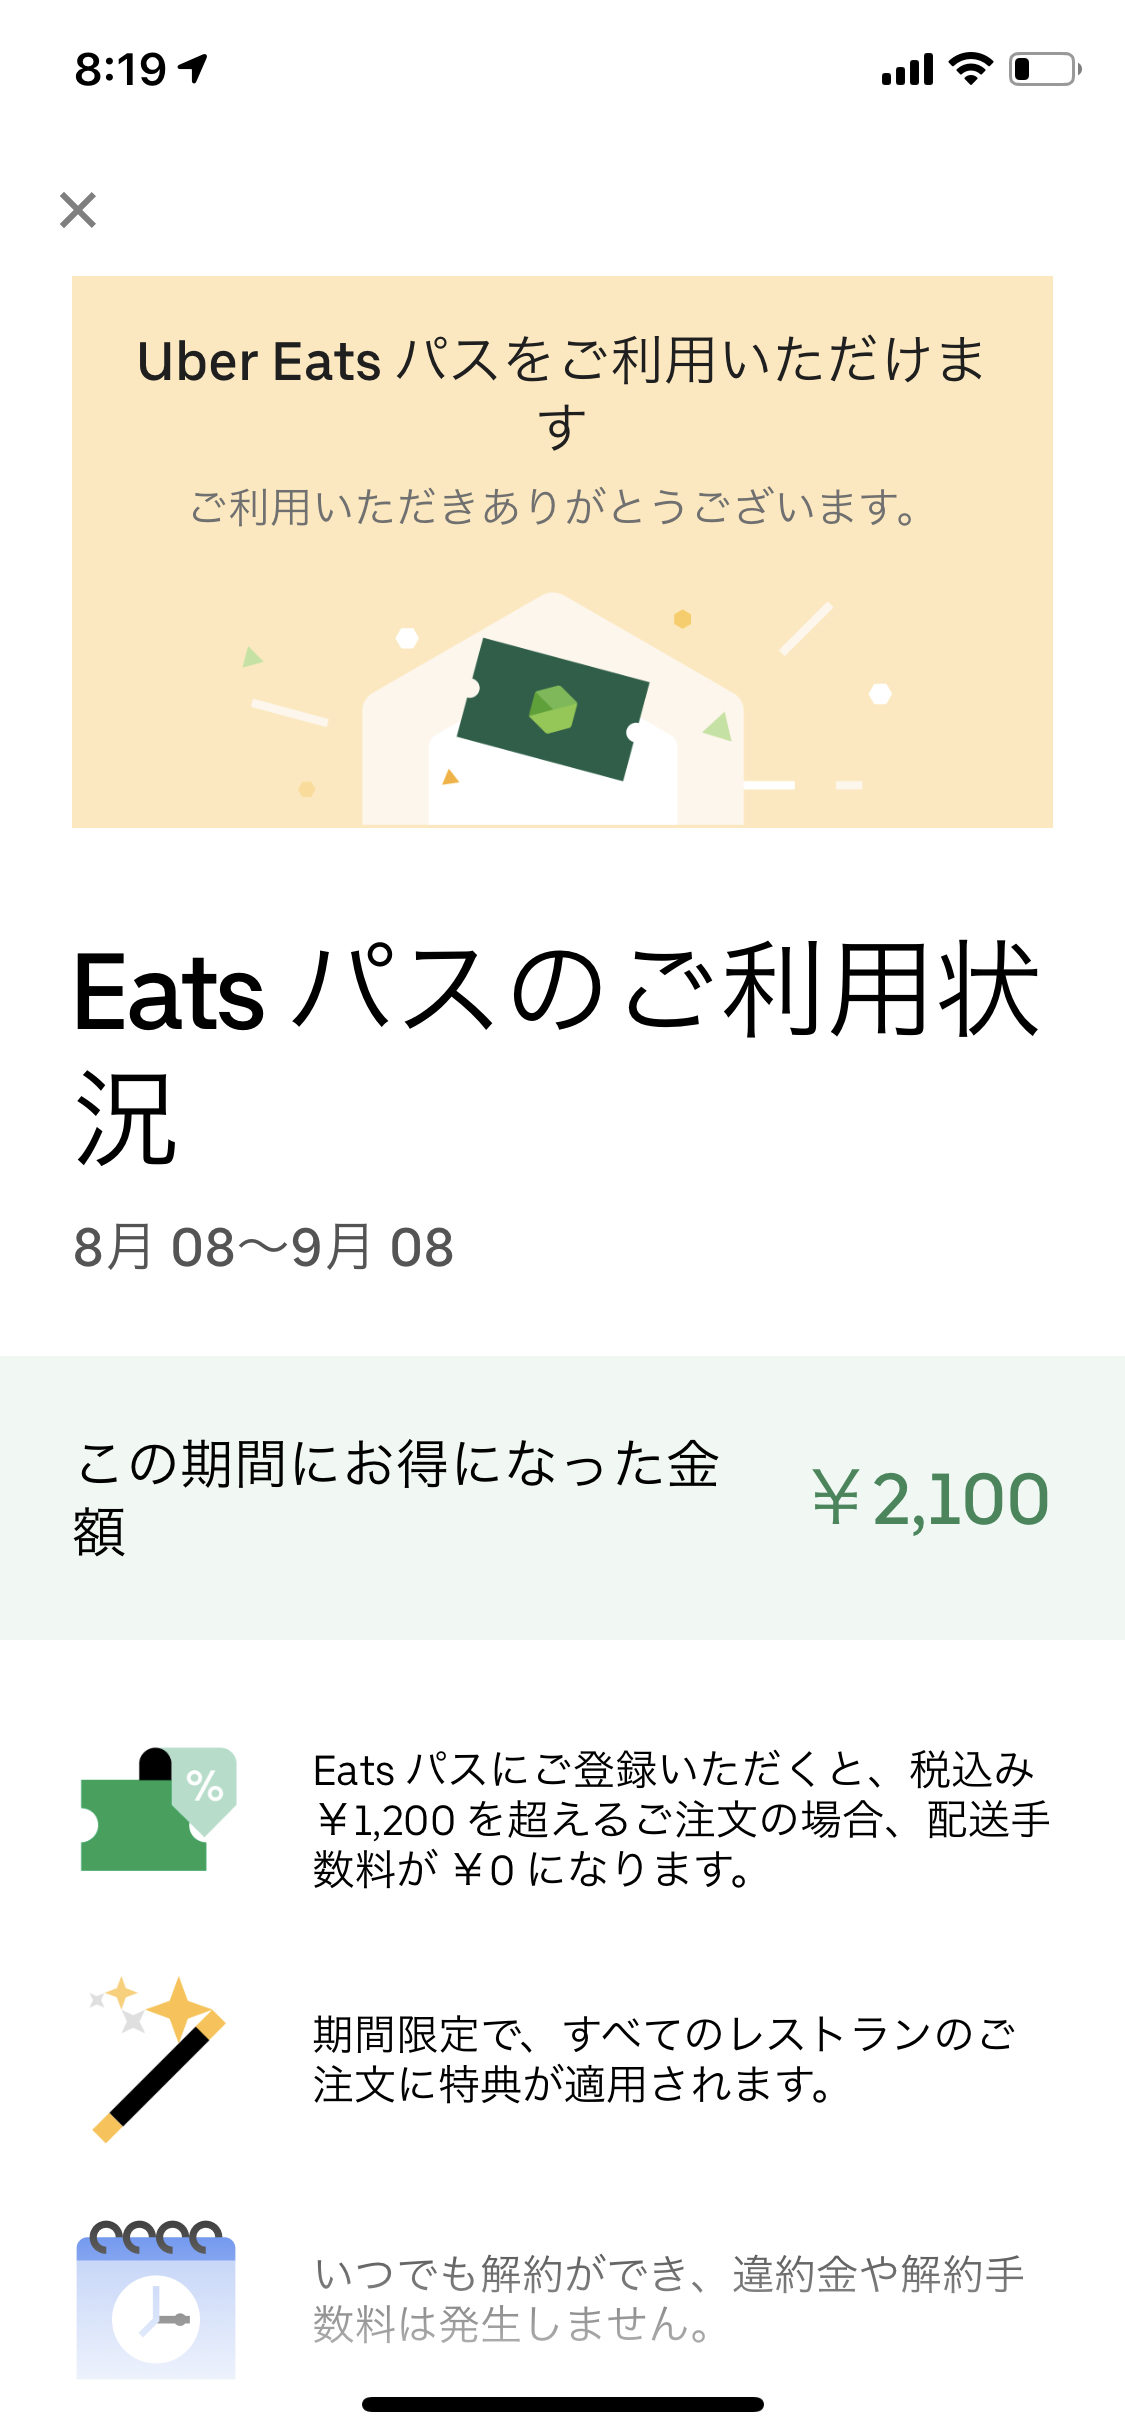 8:19
Uber Eats パスをご利用いただけま
す
ご利用いただきありがとうございます。
Eats パスのご利用状
況
8月 08〜9月 08
この期間にお得になった金
額
￥2,100
%
Eats パスにご登録いただくと、税込み
￥1,200 を超えるご注文の場合、配送手
数料が ￥0 になります。
期間限定で、すべてのレストランのご
注文に特典が適用されます。
いつでも解約ができ、違約金や解約手
数料は発生しません。